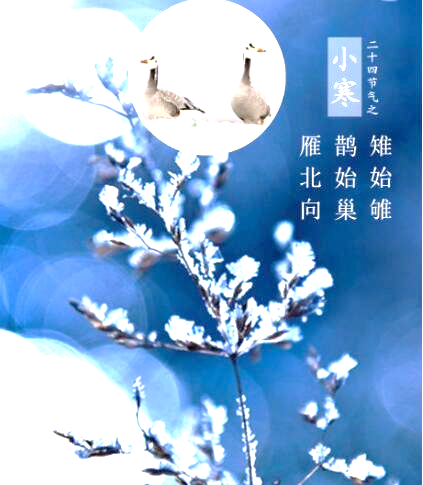 二十四节气之
小寒
雉始雊
鹊始巢
雁北向